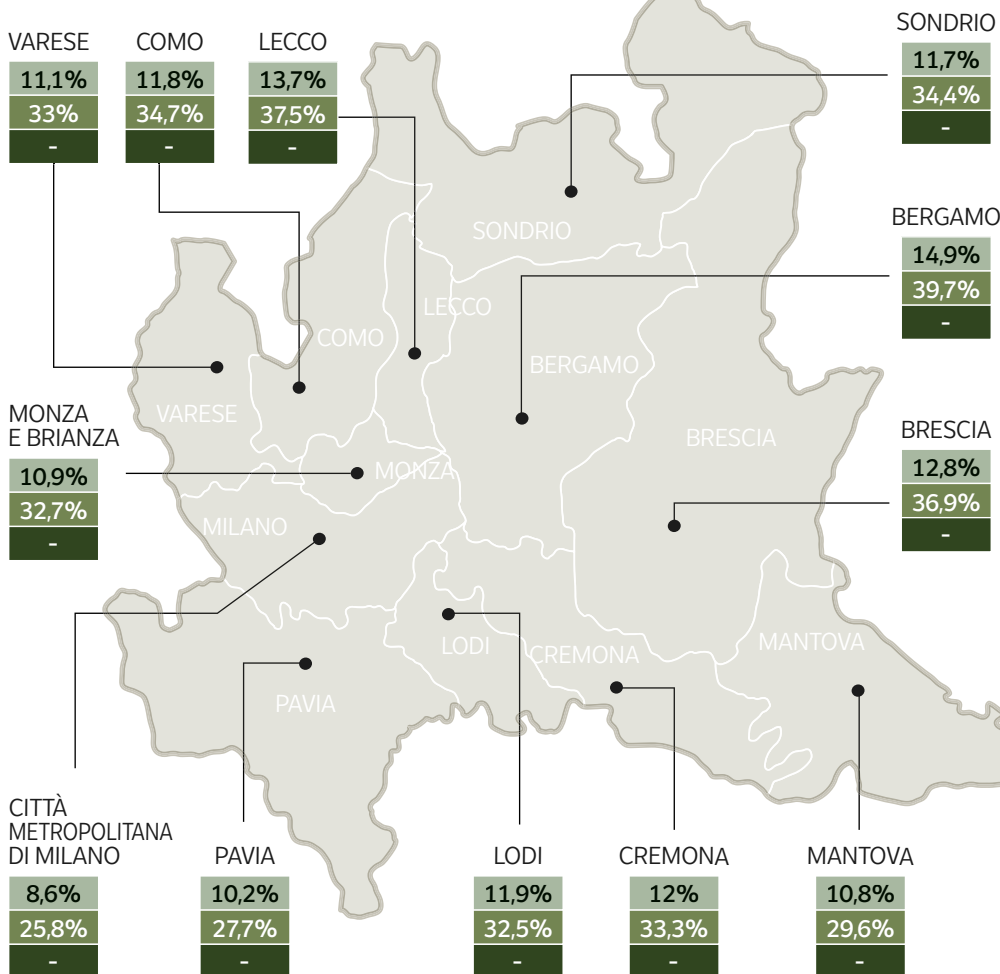 VARESE
11,1%
33%
-
COMO
11,8%
34,7%
-
LECCO
13,7%
37,5%
-
SONDRIO
11,7%
34,4%
-
BERGAMO
14,9%
39,7%
-
MONZA
E BRIANZA
10,9%
32,7%
-
BRESCIA
12,8%
36,9%
-
SONDRIO
LECCO
COMO
BERGAMO
VARESE
BRESCIA
MONZA
MILANO
LODI
CREMONA
MANTOVA
PAVIA
CITTÀ
METROPOLITANA
DI MILANO
8,6%
25,8%
-
PAVIA
10,2%
27,7%
-
LODI
11,9%
32,5%
-
CREMONA
12%
33,3%
-
MANTOVA
10,8%
29,6%
-